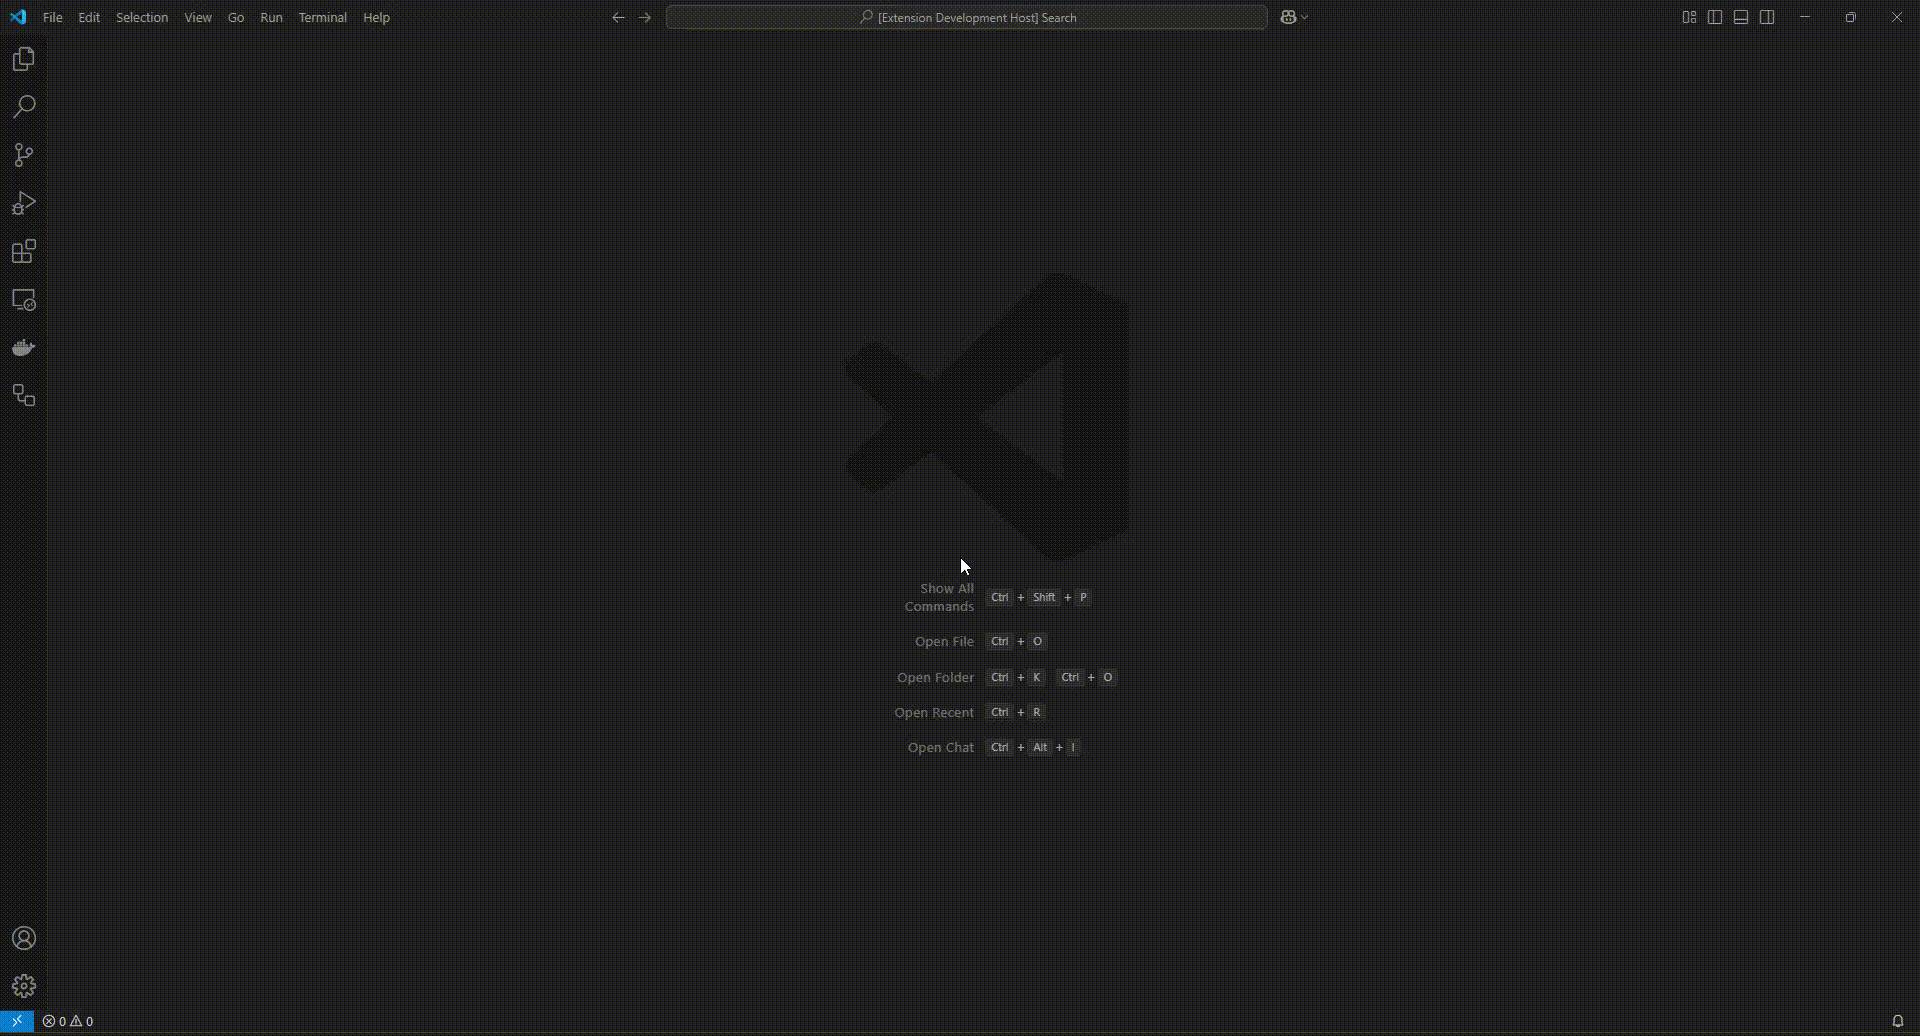 File Edit Selection View Go Run Terminal Help
[Extension Development Host] Search
Show All
Commands
Ctrl + Shift + P
Open File Ctrl + O
Open Folder Ctrl + K Ctrl + O
Open Recent Ctrl + R
Open Chat Ctrl + Alt + I
0 0